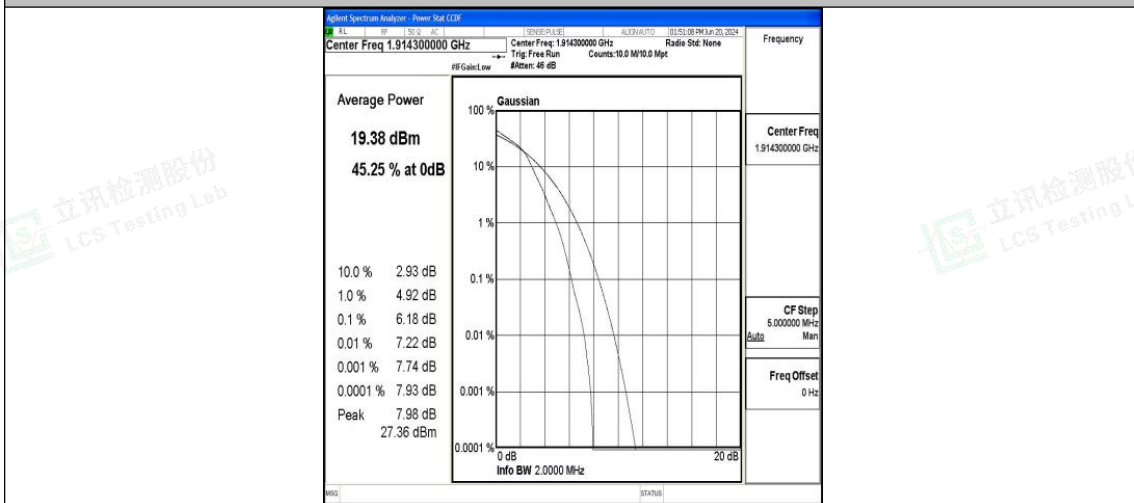 Agilent Spectrum Analyzer - Power Stat CCDF
RL RF 50 Ω AC SENSE:PULSE ALIGN AUTO 01:51:08 PM Jun 20, 2024
Center Freq 1.914300000 GHz
Center Freq: 1.914300000 GHz Radio Std: None
Trig: Free Run Counts:10.0 M/10.0 Mpt
#IFGain:Low #Atten: 46 dB
Average Power
19.38 dBm
45.25 % at 0dB
10.0 % 2.93 dB
1.0 % 4.92 dB
0.1 % 6.18 dB
0.01 % 7.22 dB
0.001 % 7.74 dB
0.0001 % 7.93 dB
Peak 7.98 dB
27.36 dBm
Gaussian
100 %
10 %
1 %
0.1 %
0.01 %
0.001 %
0.0001 %
0 dB 20 dB
Info BW 2.0000 MHz
Frequency
Center Freq
1.914300000 GHz
CF Step
5.000000 MHz
Auto Man
Freq Offset
0 Hz
MSG STATUS
立讯检测股份
LCS Testing Lab
立讯检测股份
LCS Testing L